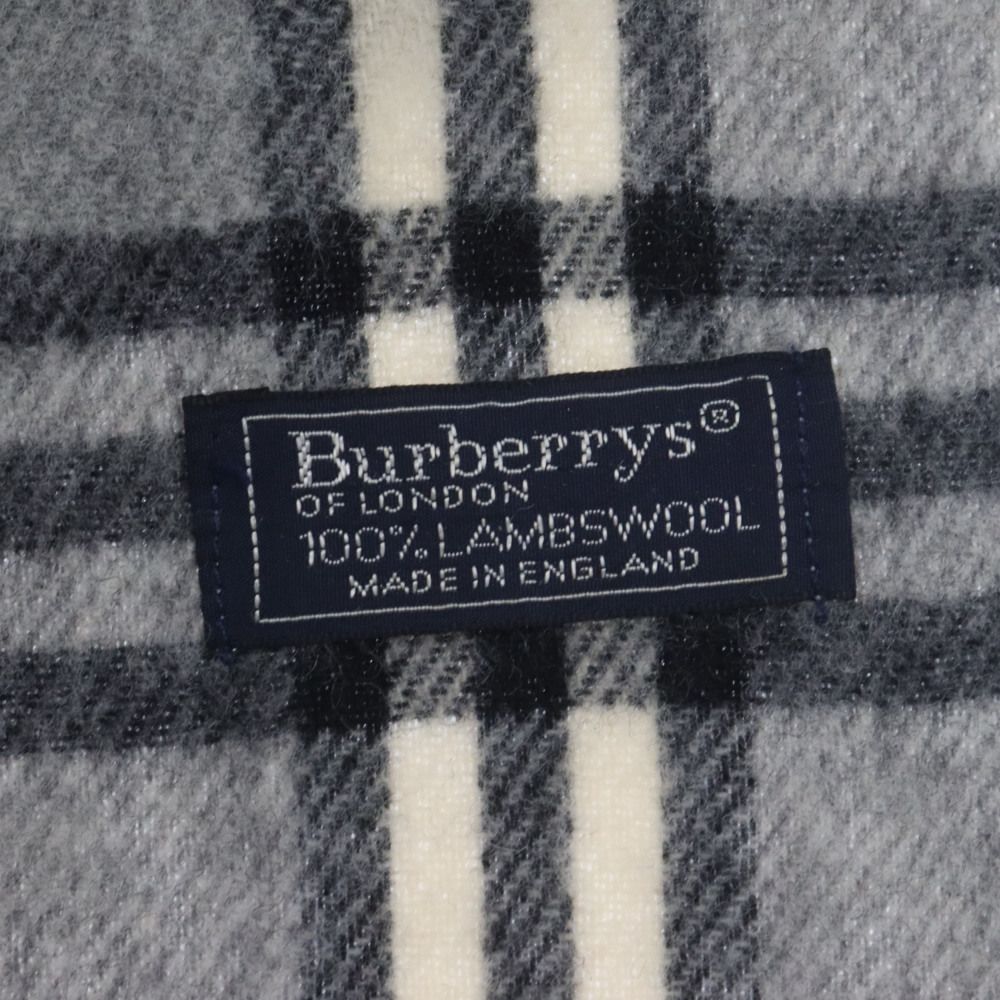 Burberrys®
OF LONDON
100% LAMBSWOOL
MADE IN ENGLAND